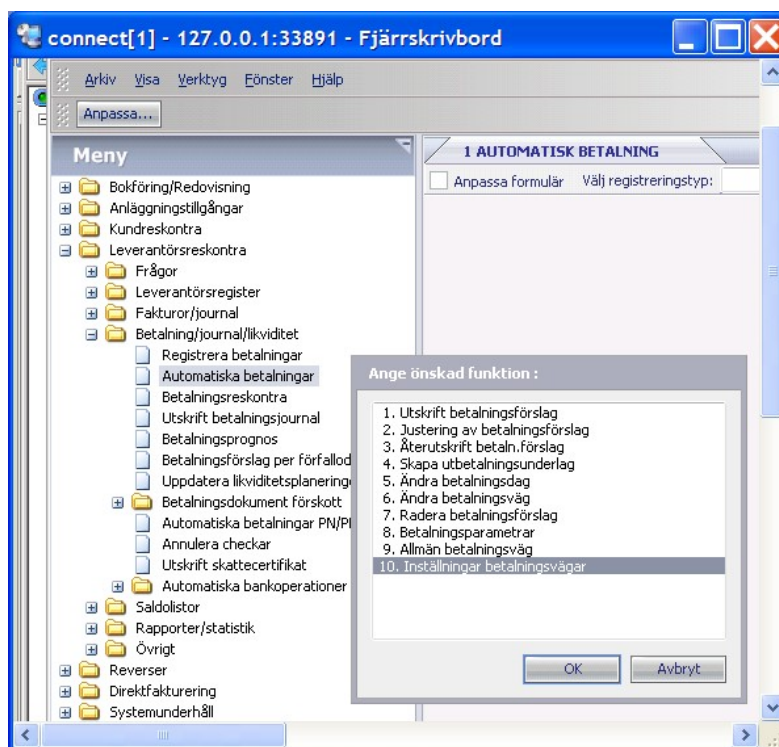 connect[1] - 127.0.0.1:33891 - Fjärrskrivbord
Arkiv Visa Verktyg Fönster Hjälp
Anpassa...
Meny
Bokföring/Redovisning
Anläggningstillgångar
Kundreskontra
Leverantörsreskontra
Frågor
Leverantörsregister
Fakturor/journal
Betalning/journal/likviditet
Registrera betalningar
Automatiska betalningar
Betalningsreskontra
Utskrift betalningsjournal
Betalningsprognos
Betalningsförslag per förfallod
Uppdatera likviditetsplanering
Betalningsdokument förskott
Automatiska betalningar PN/P
Annulera checkar
Utskrift skattecertifikat
Automatiska bankoperationer
Saldolistor
Rapporter/statistik
Övrigt
Reverser
Direktfakturering
Systemunderhåll
1 AUTOMATISK BETALNING
Anpassa formulär Välj registreringstyp:
Ange önskad funktion :
1. Utskrift betalningsförslag
2. Justering av betalningsförslag
3. Återutskrift betaln.förslag
4. Skapa utbetalningsunderlag
5. Ändra betalningsdag
6. Ändra betalningsväg
7. Radera betalningsförslag
8. Betalningsparametrar
9. Allmän betalningsväg
10. Inställningar betalningsvägar
OK Avbryt